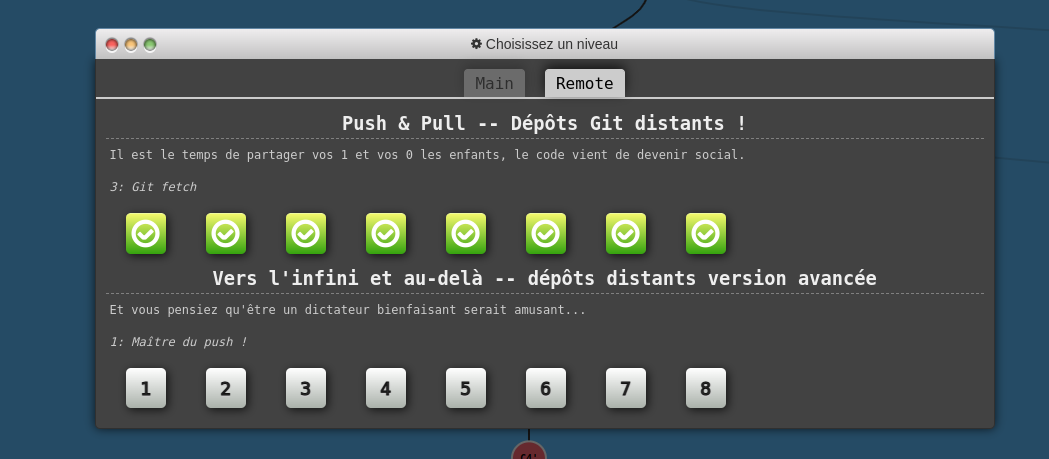 Choisissez un niveau
Main Remote
Push & Pull -- Dépôts Git distants !
Il est le temps de partager vos 1 et vos 0 les enfants, le code vient de devenir social.
3: Git fetch
Vers l'infini et au-delà -- dépôts distants version avancée
Et vous pensiez qu'être un dictateur bienfaisant serait amusant...
1: Maître du push !
1 2 3 4 5 6 7 8